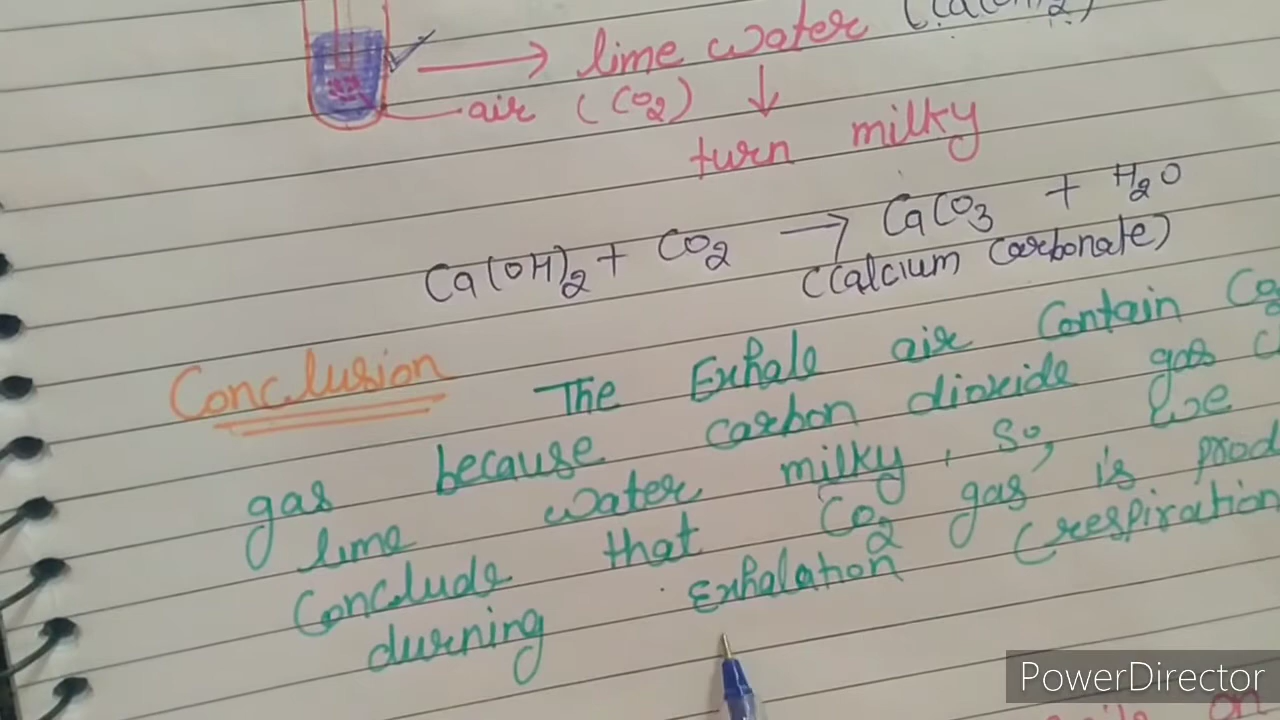 lime water
air (CO2)
turn milky
Ca(OH)2 + CO2 → CaCO3 + H2O
(Calcium Carbonate)
Conclusion The Exhale air Contain
gas because carbon dioxide gas
lime water milky, So, we
Conclude that CO2 gas is
durning Exhalation (respiration
PowerDirector
on